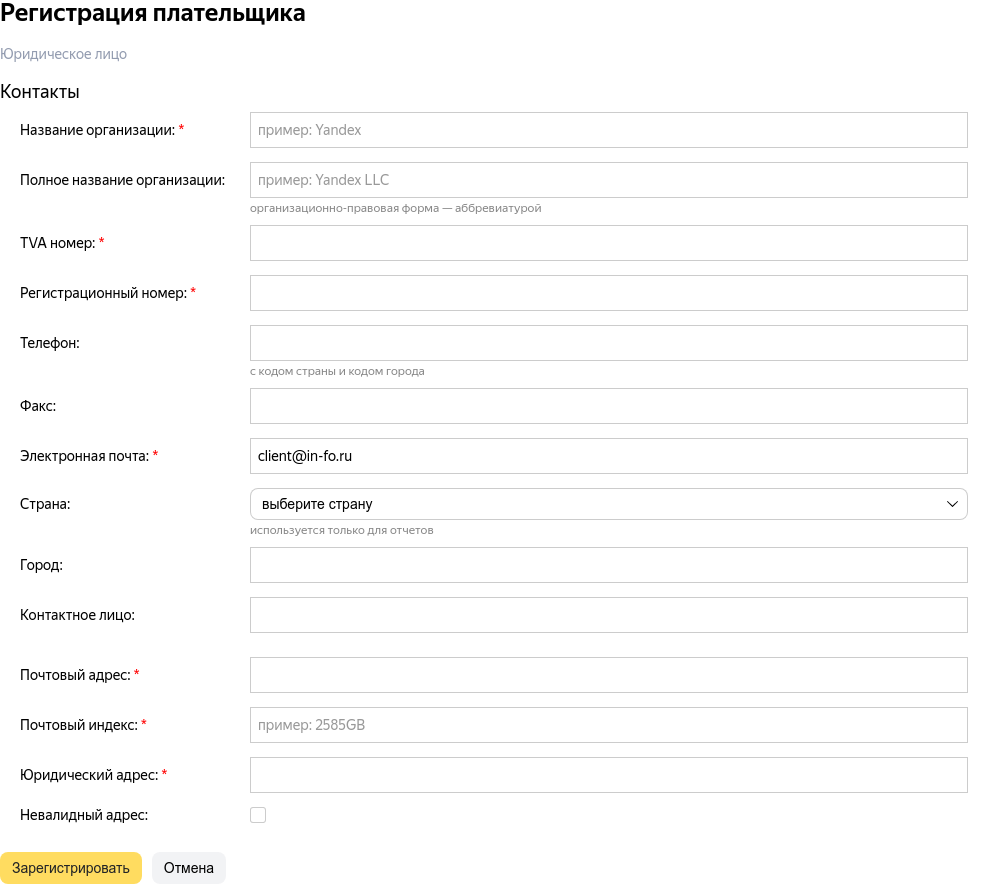 Регистрация плательщика
Юридическое лицо
Контакты
Название организации: * пример: Yandex
Полное название организации: пример: Yandex LLC
организационно-правовая форма — аббревиатурой
TVA номер: *
Регистрационный номер: *
Телефон:
с кодом страны и кодом города
Факс:
Электронная почта: * client@in-fo.ru
Страна: выберите страну
используется только для отчетов
Город:
Контактное лицо:
Почтовый адрес: *
Почтовый индекс: * пример: 2585GB
Юридический адрес: *
Невалидный адрес:
Зарегистрировать Отмена